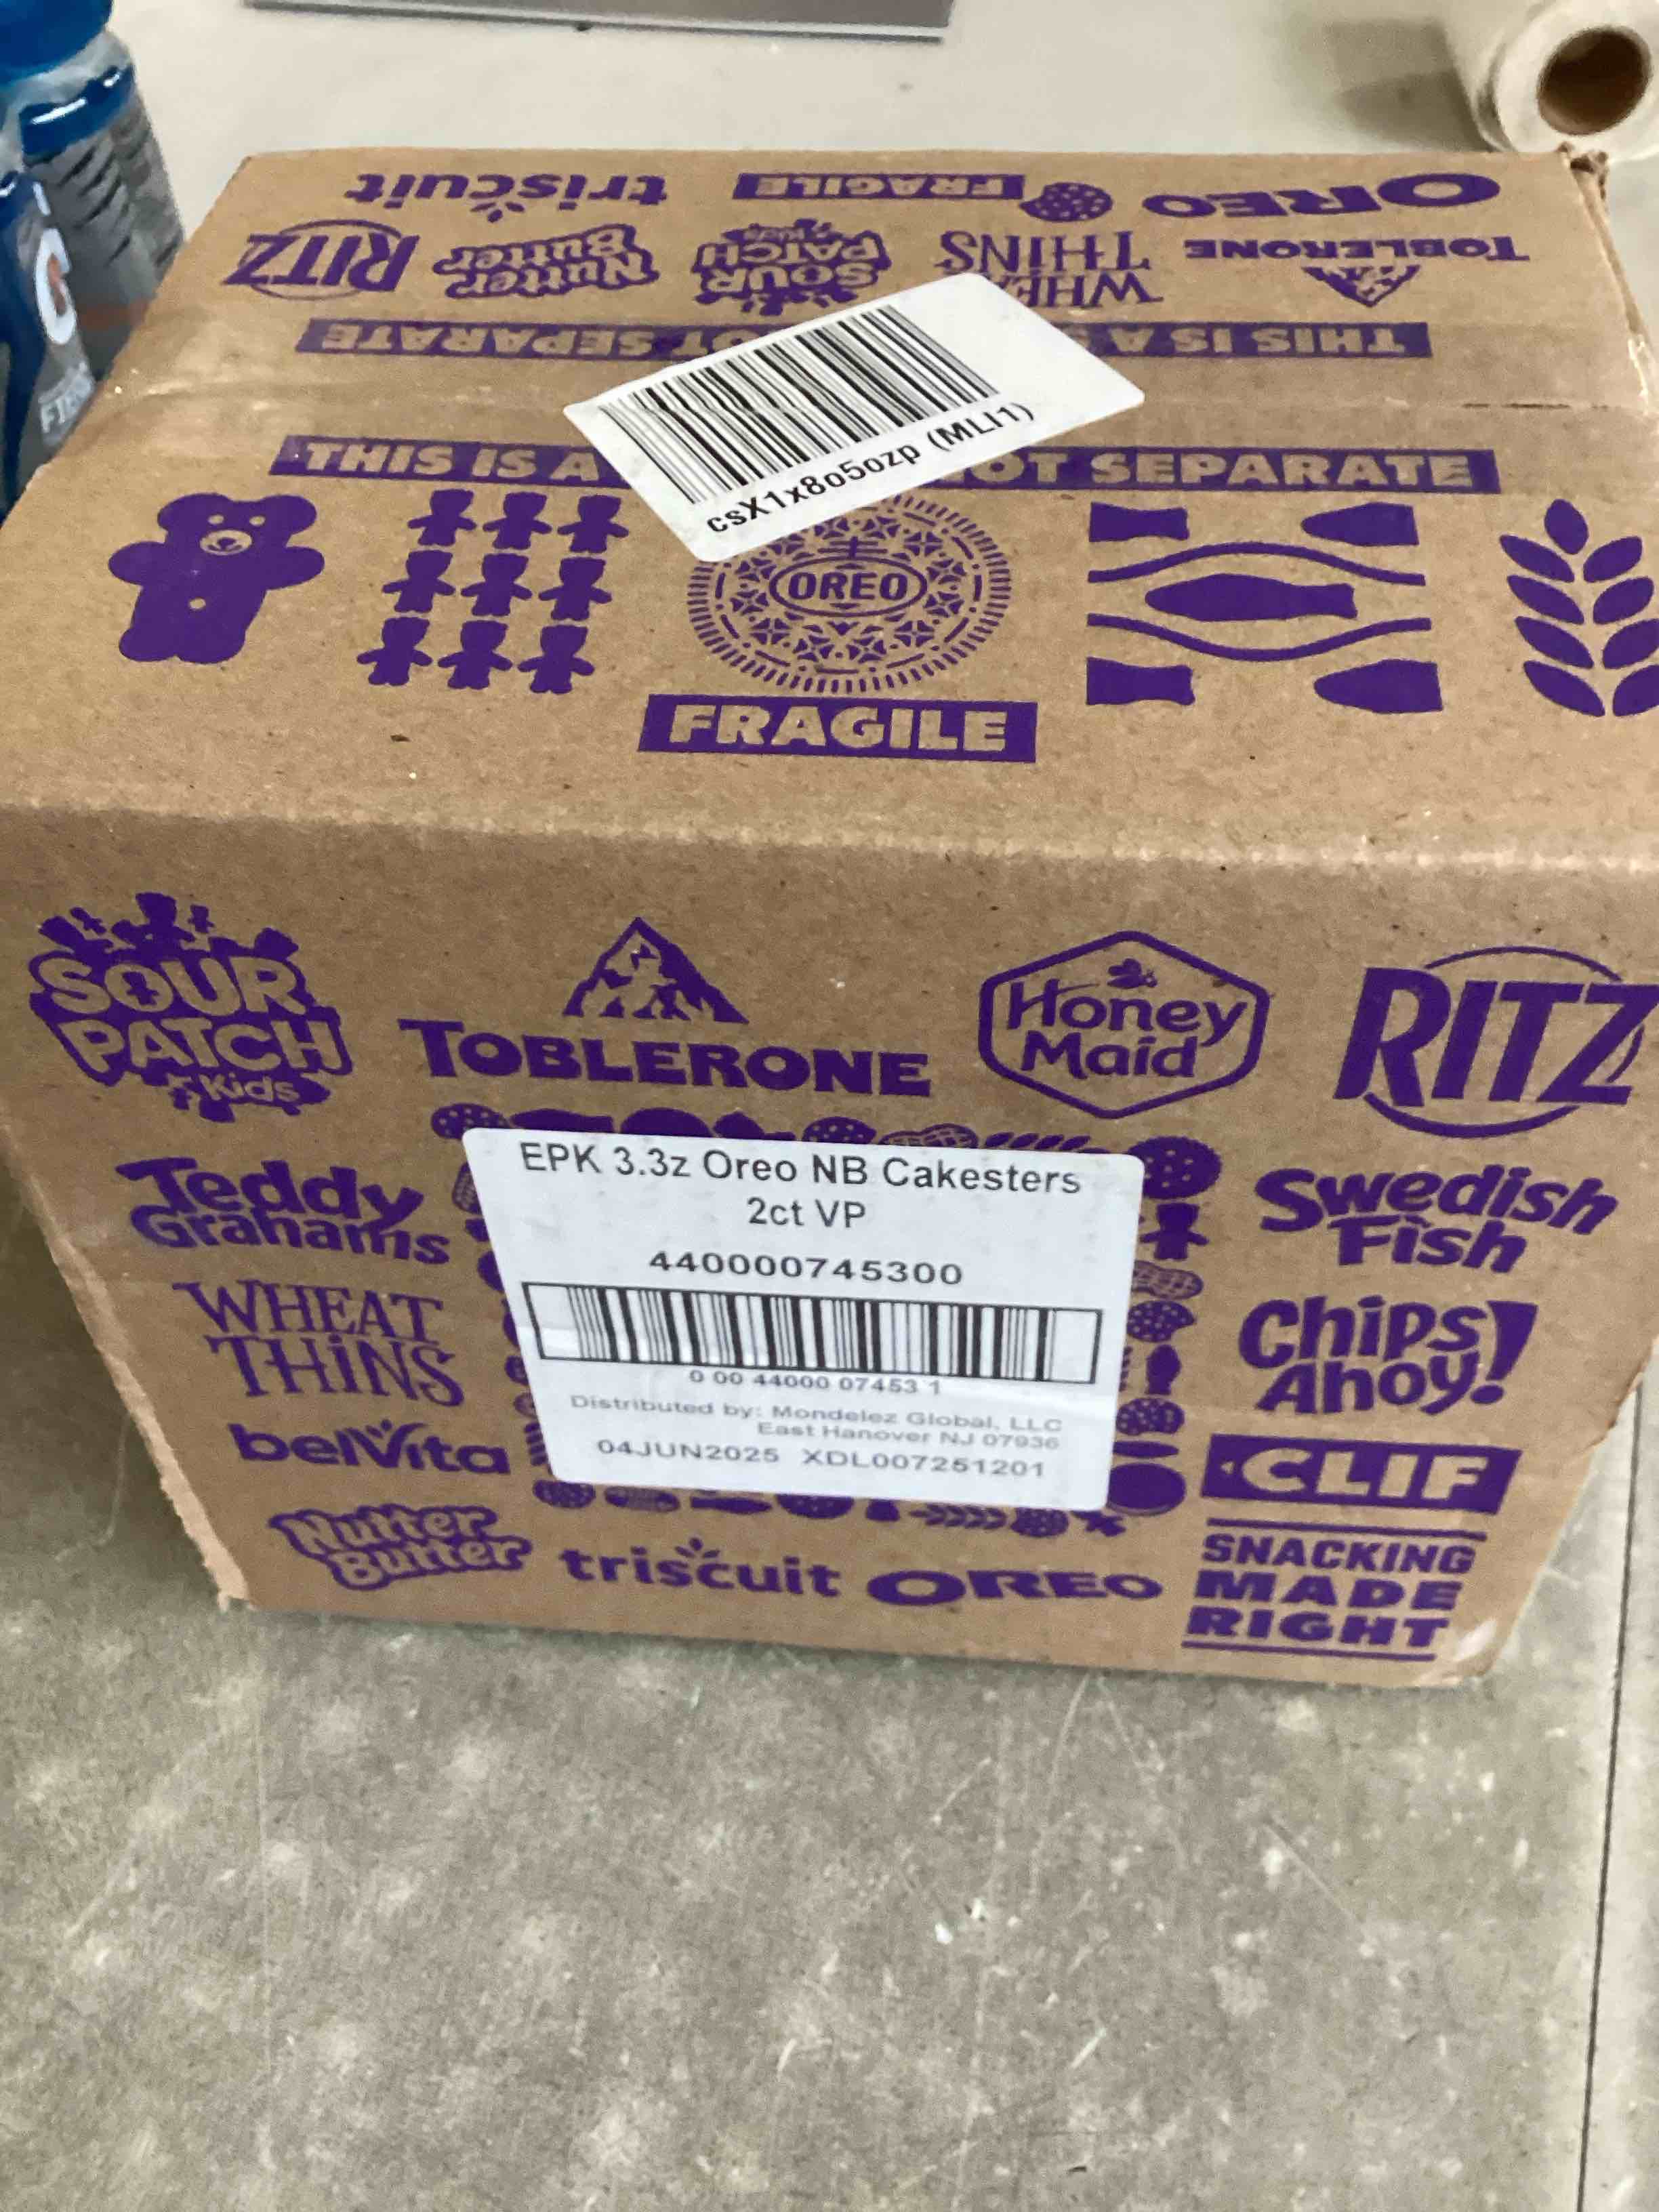 triscuit
FRAGILE
OREO
RITZ
Nutter
Butter
SOUR
PATCH
Kids
WHEAT
THINS
TOBLERONE
THIS IS A
OT SEPARATE
csX1x8o5ozp (MLI1)
THIS IS A
OT SEPARATE
OREO
FRAGILE
SOUR
PATCH
Kids
TOBLERONE
Honey
Maid
RITZ
Teddy
Grahams
WHEAT
THINS
belVita
Nutter
Butter
triscuit
OREO
EPK 3.3z Oreo NB Cakesters
2ct VP
440000745300
0 00 44000 07453 1
Distributed by: Mondelez Global, LLC
East Hanover NJ 07936
04JUN2025 XDL007251201
Swedish
Fish
Chips
Ahoy!
CLIF
SNACKING
MADE
RIGHT